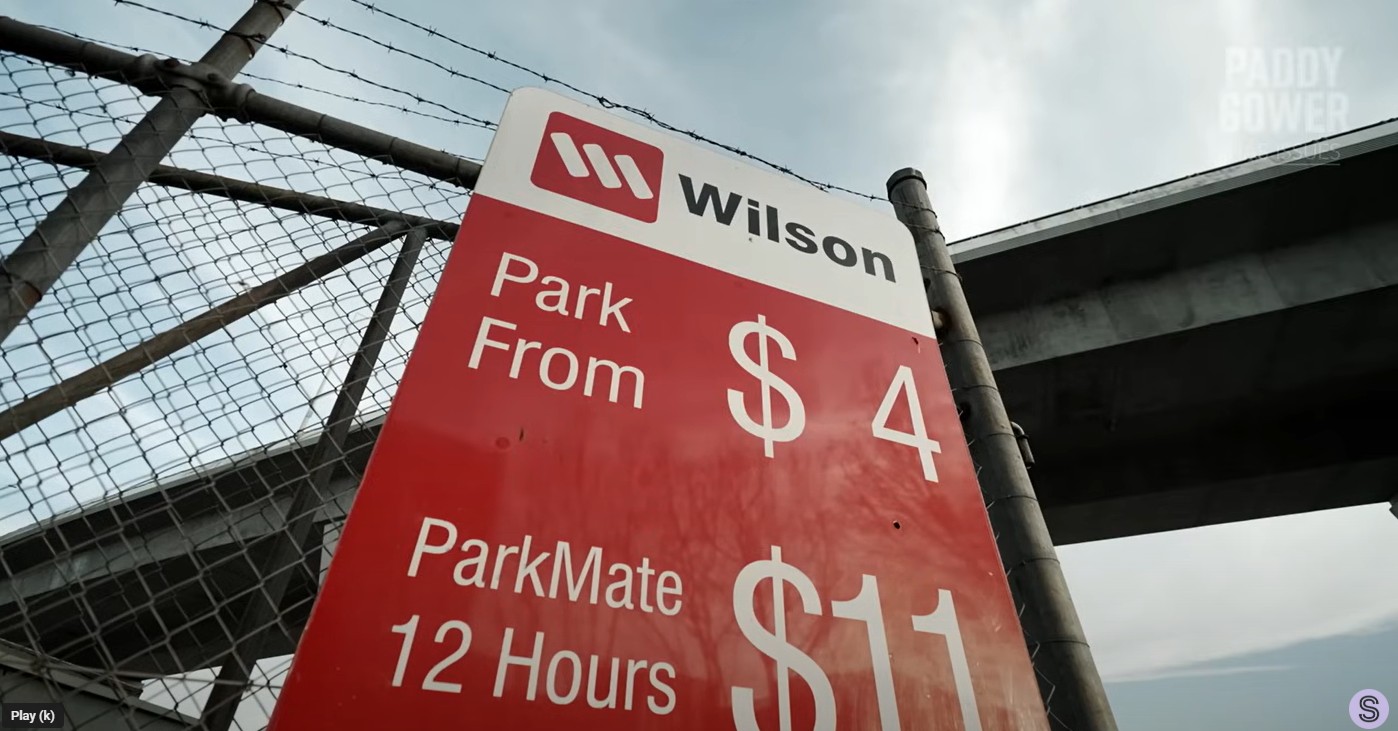 PADDY
GOWER
Wilson
Park
From
$ 4
ParkMate
12 Hours
$11
Play (k)
S